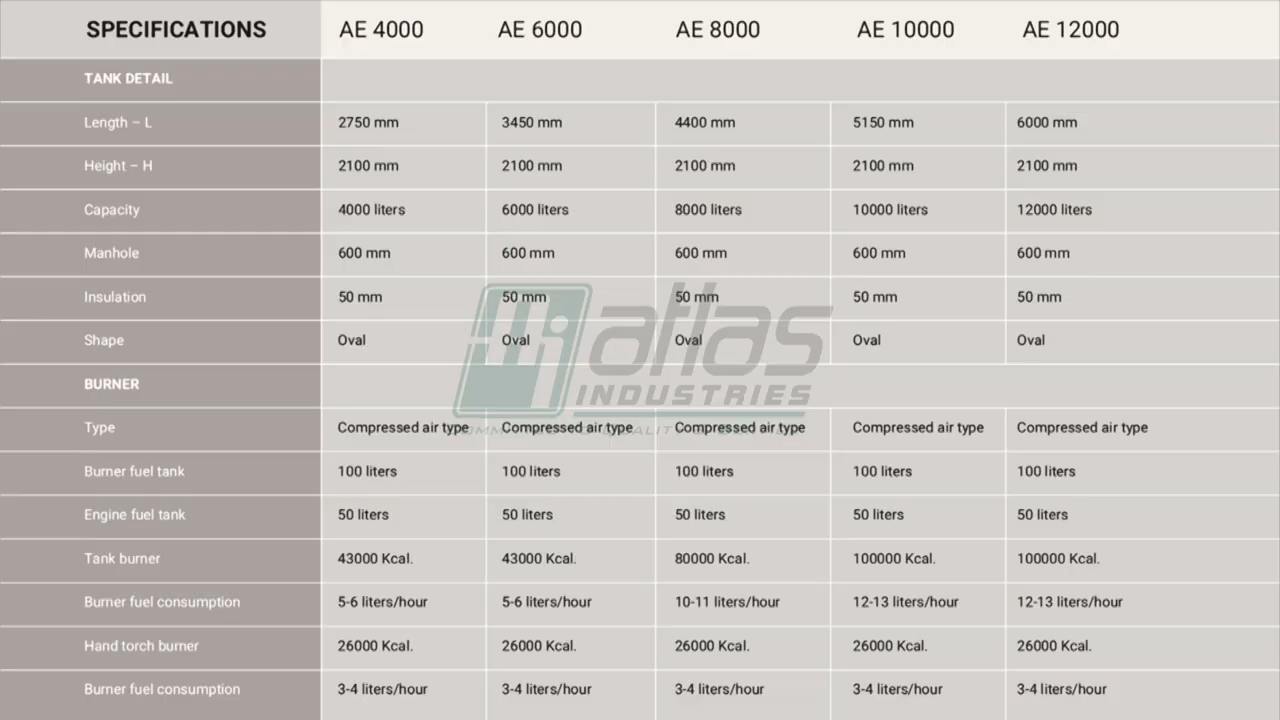 SPECIFICATIONS AE 4000 AE 6000 AE 8000 AE 10000 AE 12000
TANK DETAIL
Length – L 2750 mm 3450 mm 4400 mm 5150 mm 6000 mm
Height – H 2100 mm 2100 mm 2100 mm 2100 mm 2100 mm
Capacity 4000 liters 6000 liters 8000 liters 10000 liters 12000 liters
Manhole 600 mm 600 mm 600 mm 600 mm 600 mm
Insulation 50 mm 50 mm 50 mm 50 mm 50 mm
atlas
Shape Oval Oval Oval Oval Oval
BURNER
INDUSTRIES
Type Compressed air type Compressed air type Compressed air type Compressed air type Compressed air type
Burner fuel tank 100 liters 100 liters 100 liters 100 liters 100 liters
Engine fuel tank 50 liters 50 liters 50 liters 50 liters 50 liters
Tank burner 43000 Kcal. 43000 Kcal. 80000 Kcal. 100000 Kcal. 100000 Kcal.
Burner fuel consumption 5-6 liters/hour 5-6 liters/hour 10-11 liters/hour 12-13 liters/hour 12-13 liters/hour
Hand torch burner 26000 Kcal. 26000 Kcal. 26000 Kcal. 26000 Kcal. 26000 Kcal.
Burner fuel consumption 3-4 liters/hour 3-4 liters/hour 3-4 liters/hour 3-4 liters/hour 3-4 liters/hour